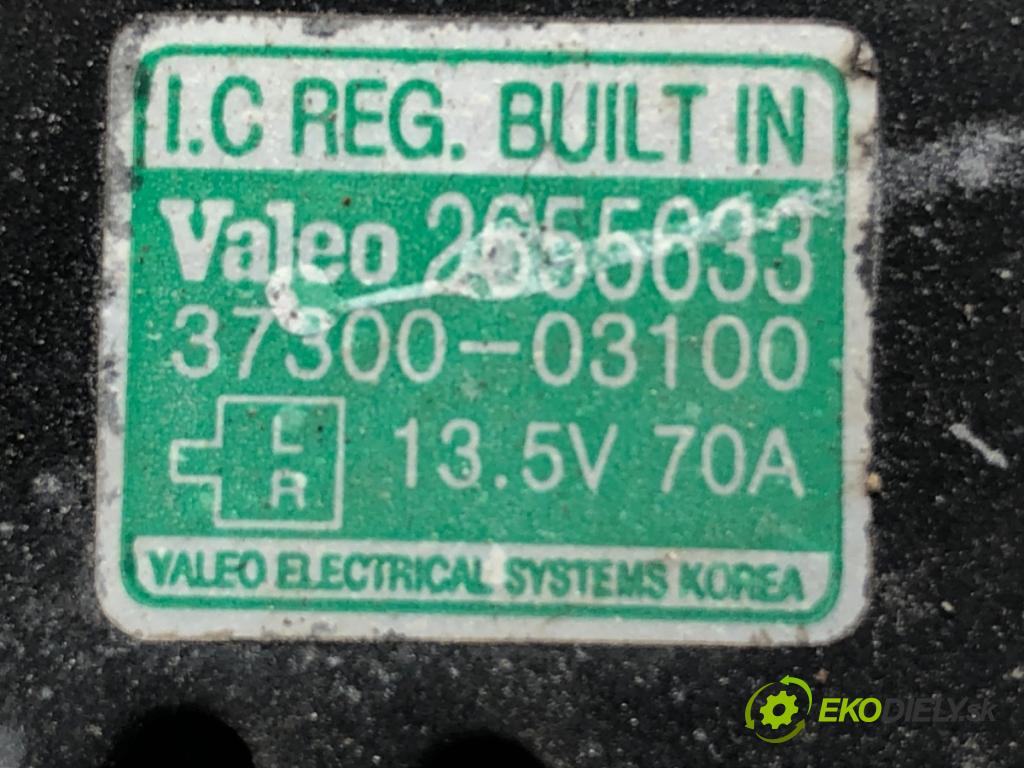 I.C REG. BUILT IN
Valeo 2655633
37300-03100
L
R
13.5V 70A
VALEO ELECTRICAL SYSTEMS KOREA
EKODIELY.sk